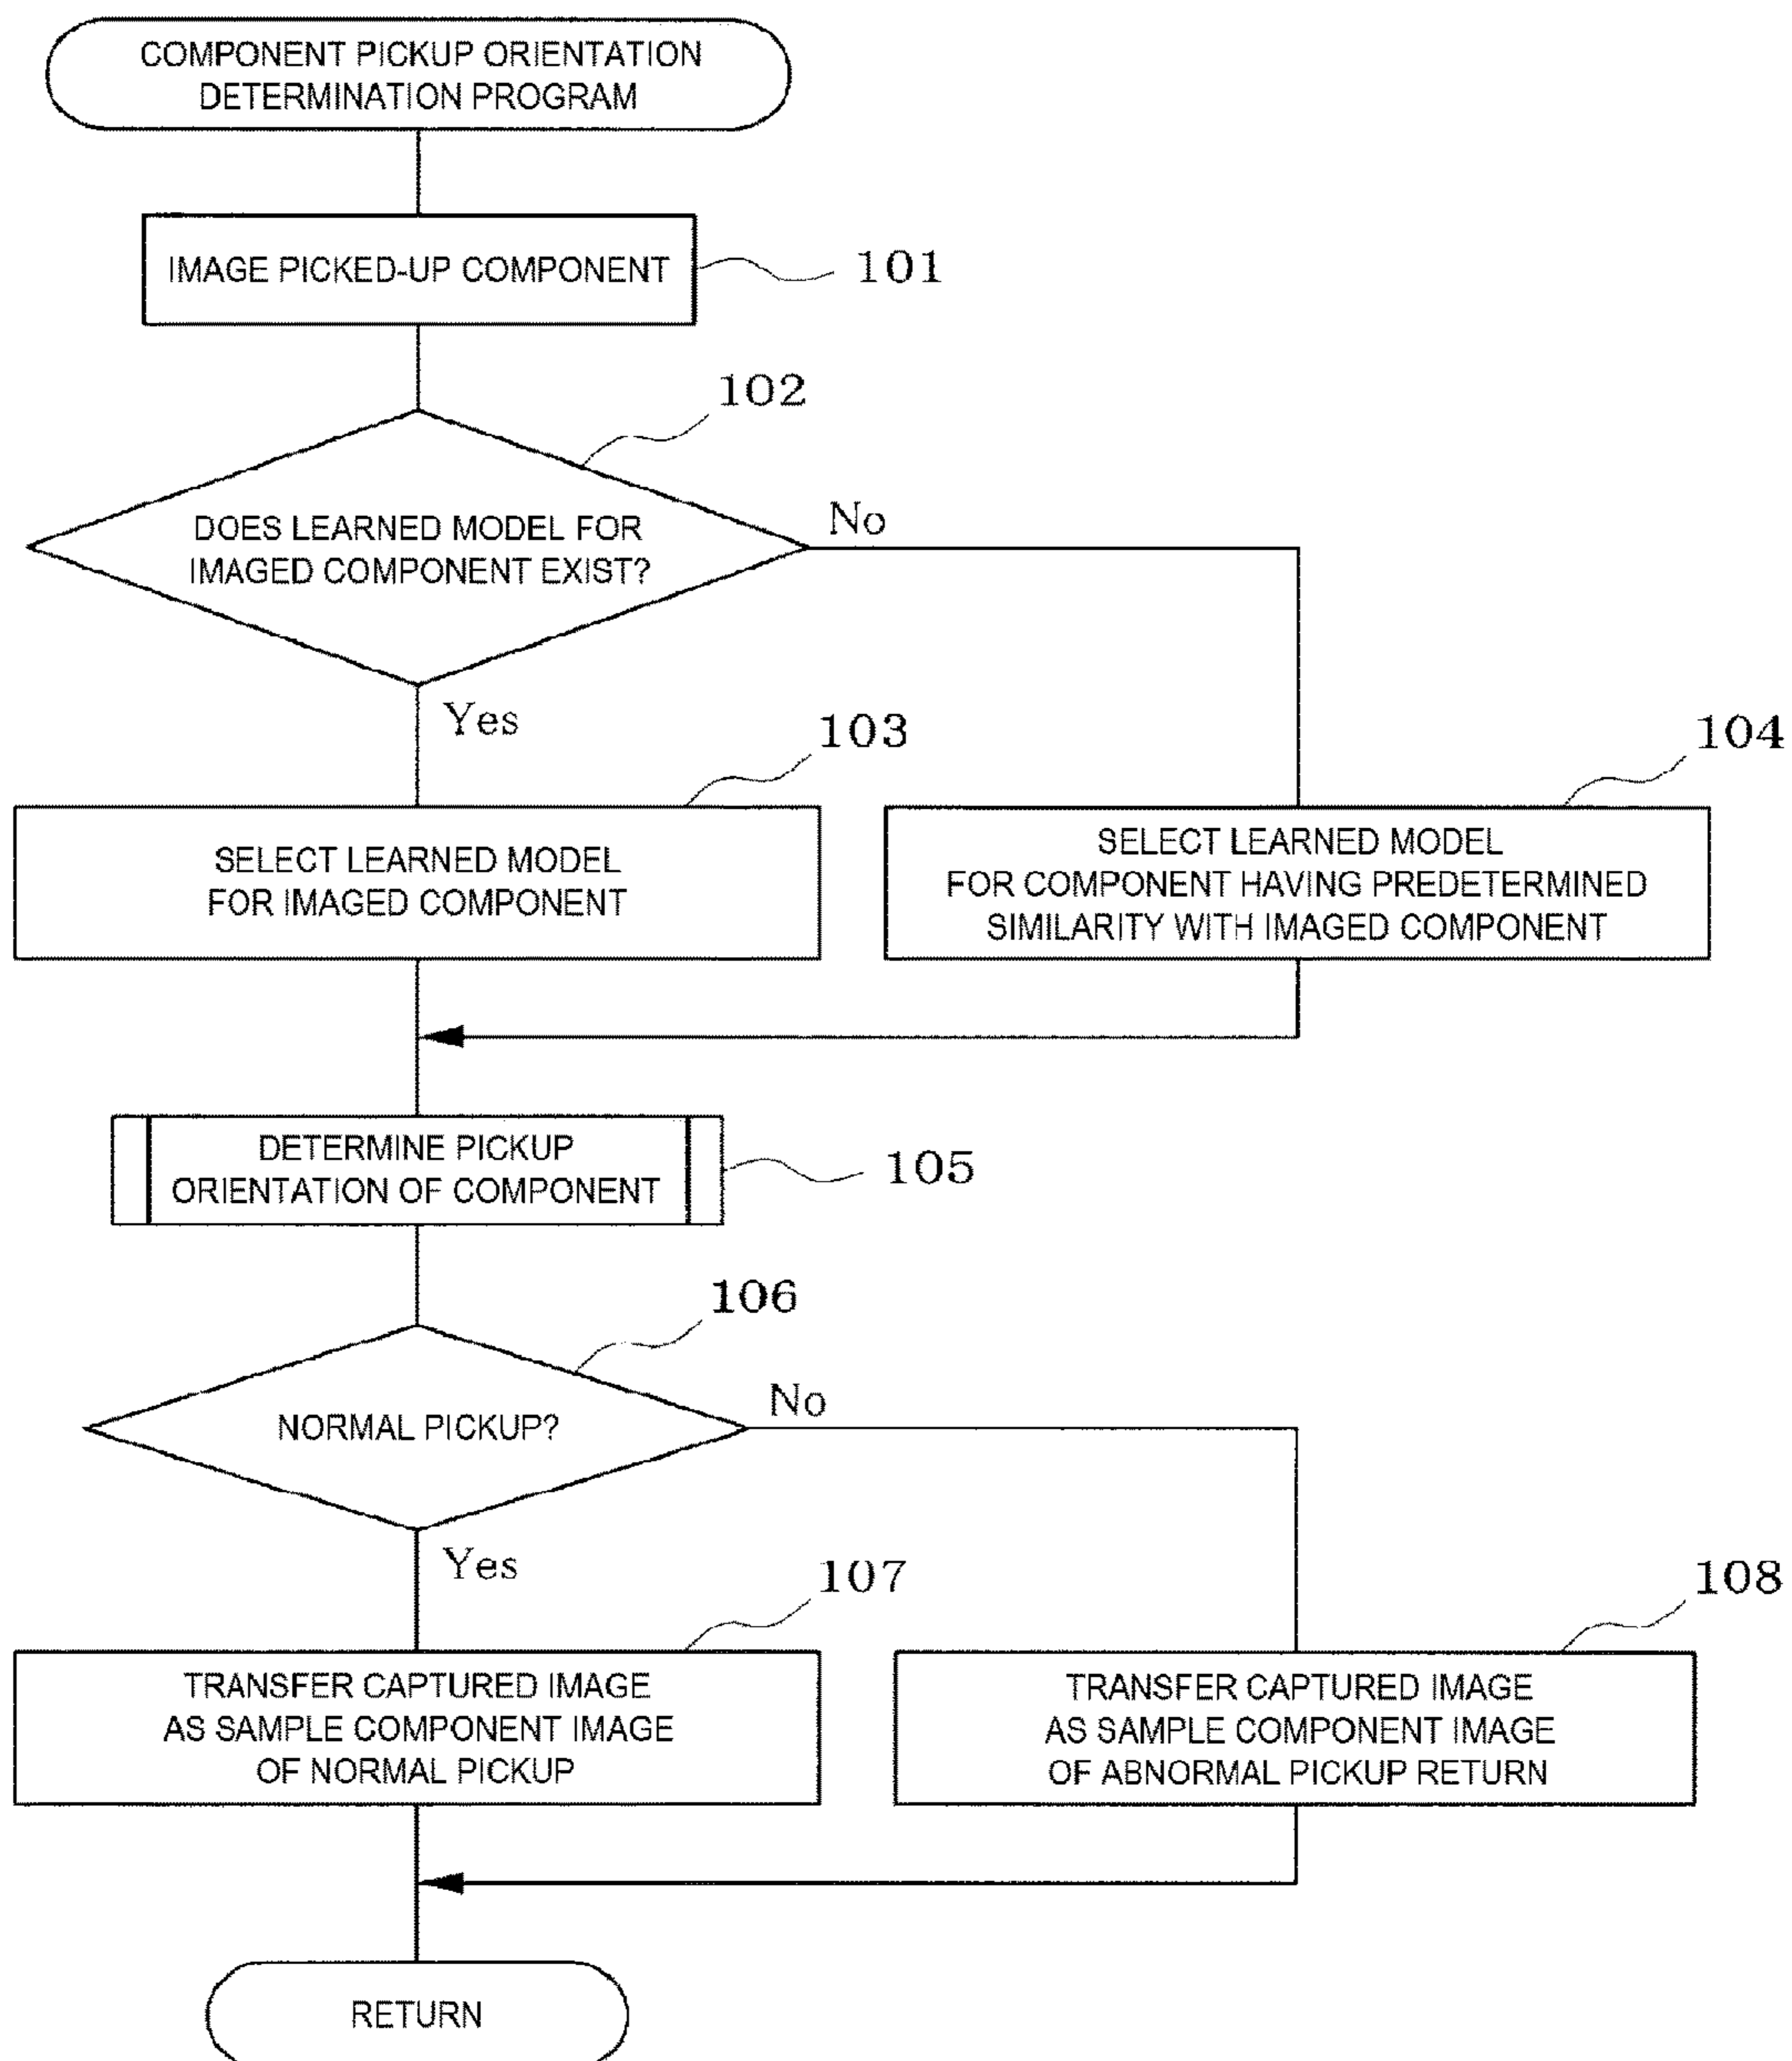 COMPONENT PICKUP ORIENTATION
DETERMINATION PROGRAM
IMAGE PICKED-UP COMPONENT
101
102
DOES LEARNED MODEL FOR
IMAGED COMPONENT EXIST?
No
Yes
103
SELECT LEARNED MODEL
FOR IMAGED COMPONENT
104
SELECT LEARNED MODEL
FOR COMPONENT HAVING PREDETERMINED
SIMILARITY WITH IMAGED COMPONENT
DETERMINE PICKUP
ORIENTATION OF COMPONENT
105
106
NORMAL PICKUP?
No
Yes
107
TRANSFER CAPTURED IMAGE
AS SAMPLE COMPONENT IMAGE
OF NORMAL PICKUP
108
TRANSFER CAPTURED IMAGE
AS SAMPLE COMPONENT IMAGE
OF ABNORMAL PICKUP RETURN
RETURN